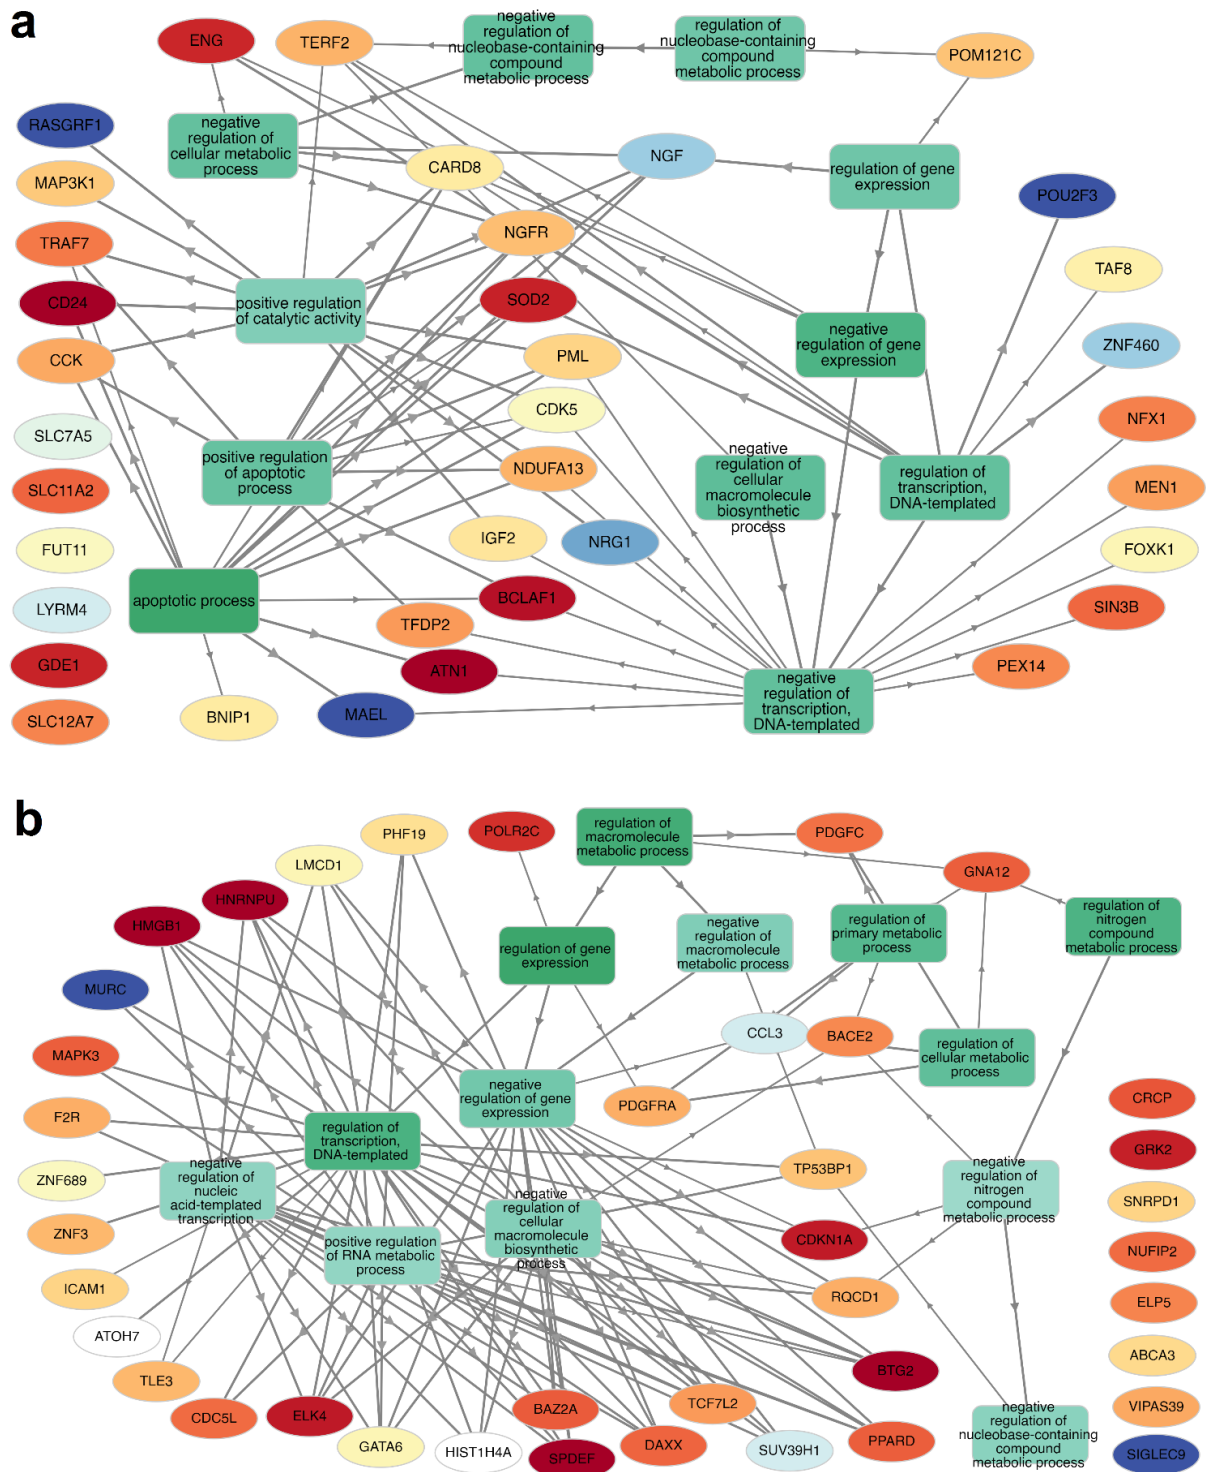 a
ENG
TERF2
negative
regulation of
nucleobase-containing
compound
metabolic process
regulation of
nucleobase-containing
compound
metabolic process
POM121C
RASGRF1
negative
regulation of
cellular metabolic
process
CARD8
NGF
regulation of gene
expression
MAP3K1
POU2F3
TRAF7
NGFR
TAF8
CD24
positive regulation
of catalytic activity
SOD2
negative
regulation of gene
expression
ZNF460
CCK
PML
CDK5
NFX1
SLC7A5
positive regulation
of apoptotic
process
NDUFA13
negative
regulation of
cellular
macromolecule
biosynthetic
process
regulation of
transcription,
DNA-templated
MEN1
SLC11A2
IGF2
NRG1
FUT11
FOXK1
apoptotic process
BCLAF1
SIN3B
LYRM4
TFDP2
GDE1
ATN1
PEX14
SLC12A7
BNIP1
MAEL
negative
regulation of
transcription,
DNA-templated
b
PHF19
POLR2C
regulation of
macromolecule
metabolic process
PDGFC
LMCD1
GNA12
HNRNPU
HMGB1
regulation of gene
expression
negative
regulation of
macromolecule
metabolic process
regulation of
primary metabolic
process
regulation of
nitrogen
compound
metabolic process
MURC
CCL3
BACE2
MAPK3
regulation of
cellular metabolic
process
negative
regulation of gene
expression
PDGFRA
F2R
regulation of
transcription,
DNA-templated
CRCP
GRK2
ZNF689
negative
regulation of
nucleic
acid-templated
transcription
TP53BP1
negative
regulation of
nitrogen
compound
metabolic process
SNRPD1
ZNF3
positive regulation
of RNA metabolic
process
negative
regulation of
cellular
macromolecule
biosynthetic
process
CDKN1A
NUFIP2
ICAM1
RQCD1
ELP5
ATOH7
ABCA3
TLE3
BTG2
CDC5L
ELK4
BAZ2A
TCF7L2
VIPAS39
GATA6
HIST1H4A
SPDEF
DAXX
SUV39H1
PPARD
negative
regulation of
nucleobase-containing
compound
metabolic process
SIGLEC9